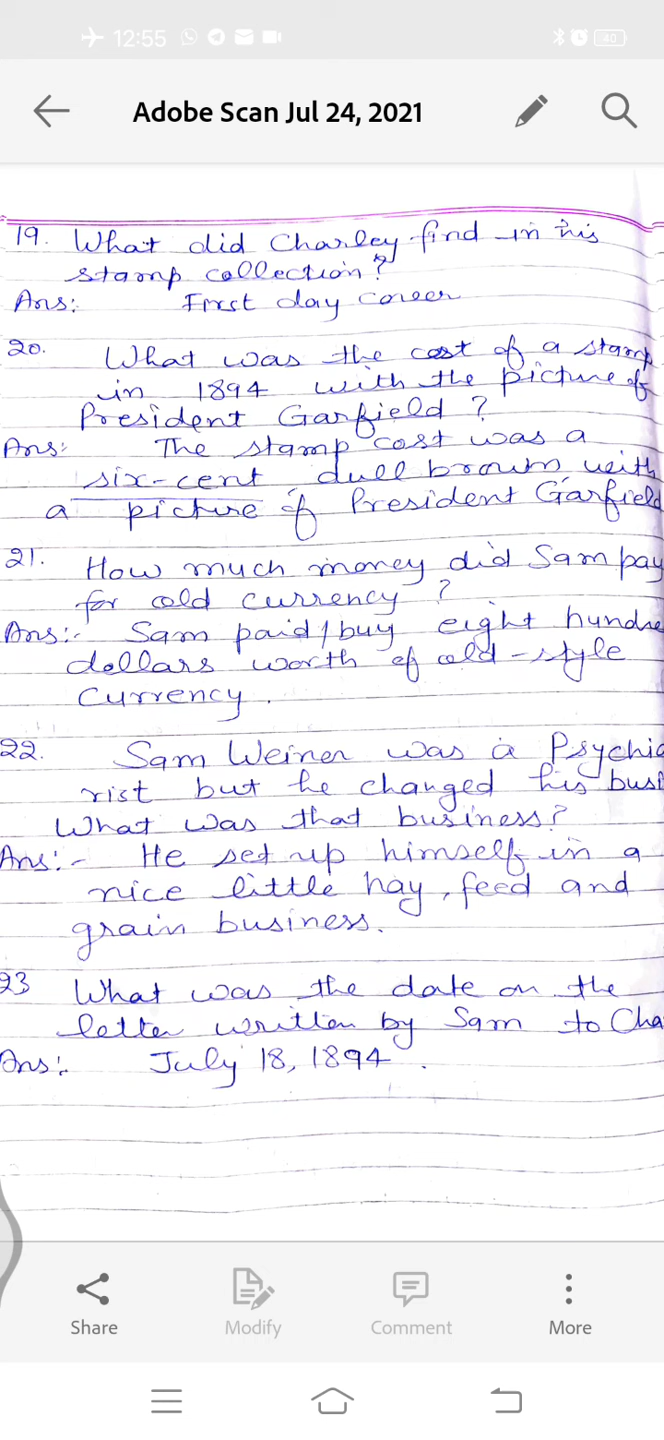 12:55
40
Adobe Scan Jul 24, 2021
19. What did Charley find in his
stamp collection?
Ans: First day coveer
20. What was the cost of a stamp
in 1894 with the picture of
President Garfield ?
Ans: The stamp cost was a
six-cent, dull brown, with
a picture of President Garfield
21. How much money did Sam pay
for old currency ?
Ans:- Sam paid/buy eight hundre
dollars worth of old-style
currency.
22. Sam Weiner was a Psychia
rist but he changed his busi
What was that business?
Ans:- He set up himself in a
nice little hay, feed and
grain business.
23 What was the date on the
letter written by Sam to Cha
Ans:. July 18, 1894.
Share
Modify
Comment
More